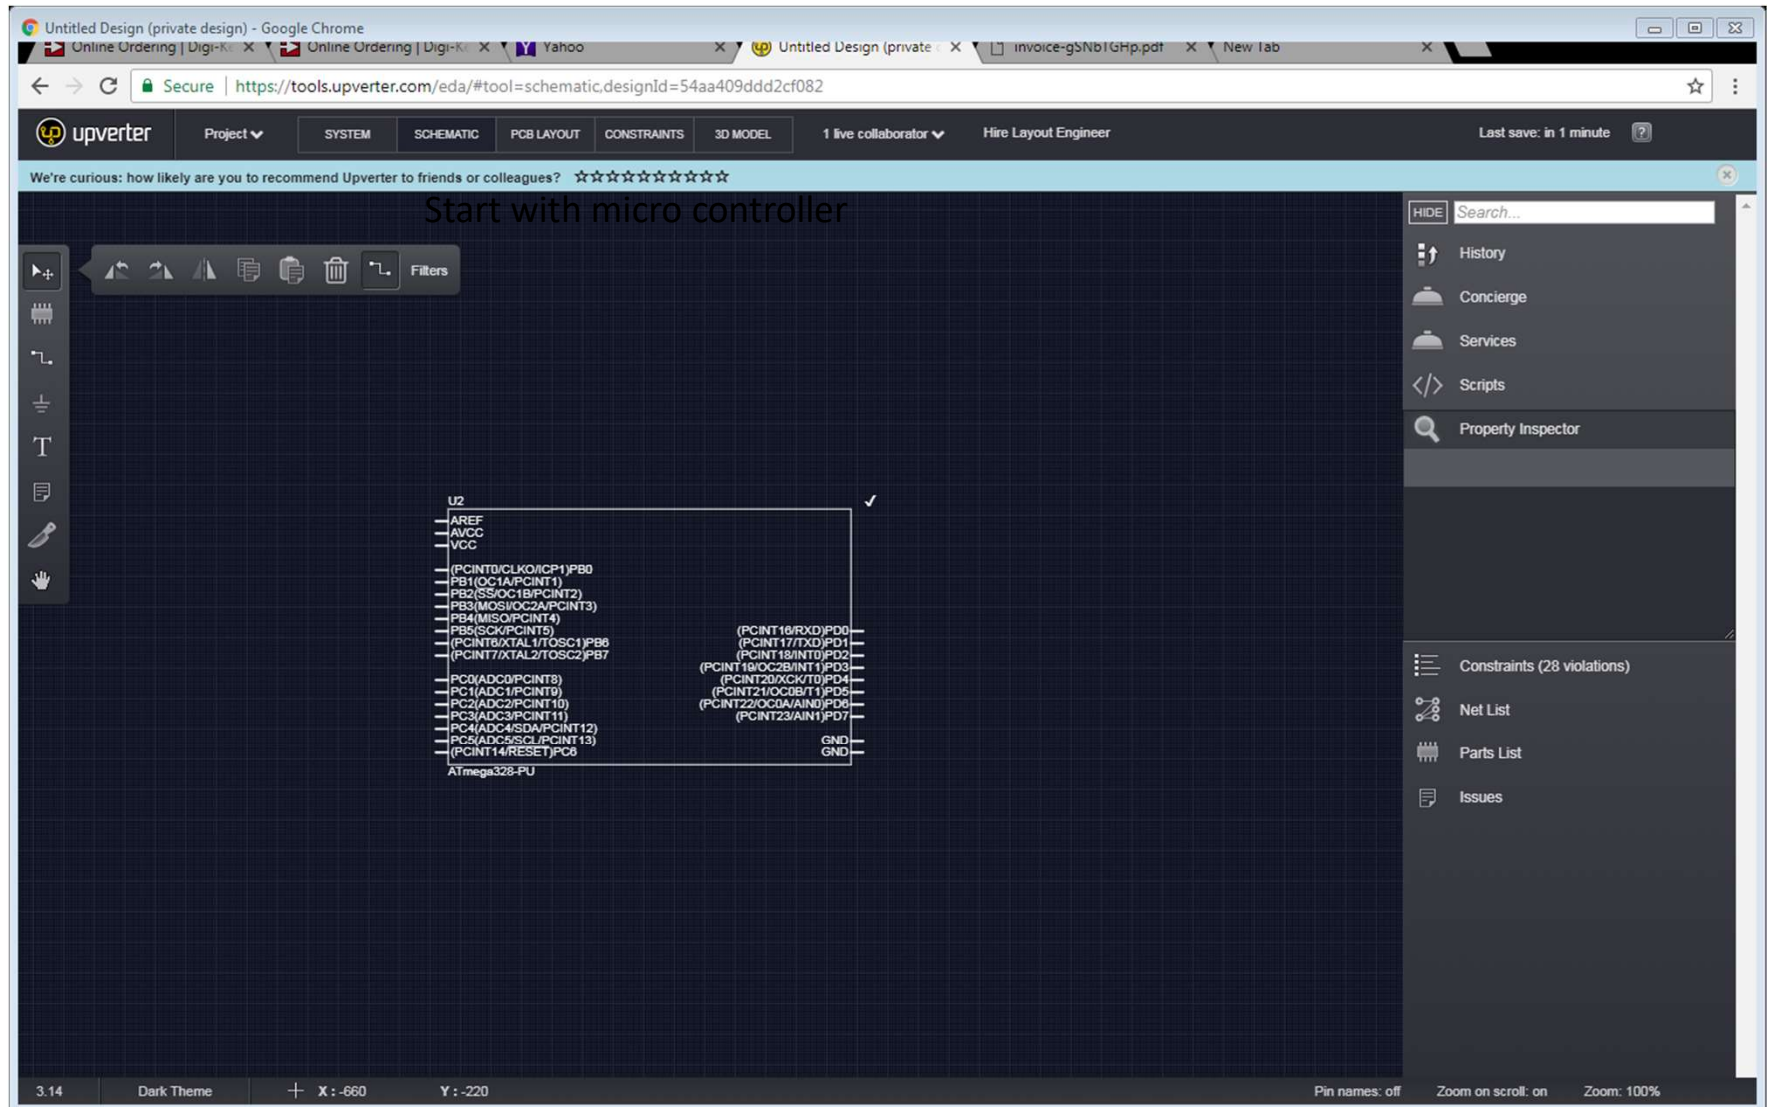 Untitled Design (private design) - Google Chrome
Online Ordering | Digi-Ke
Online Ordering | Digi-Ke
Yahoo
Untitled Design (private d
invoice-gSNbTGHp.pdf
New Tab
Secure | https://tools.upverter.com/eda/#tool=schematic,designId=54aa409ddd2cf082
upverter
Project
SYSTEM
SCHEMATIC
PCB LAYOUT
CONSTRAINTS
3D MODEL
1 live collaborator
Hire Layout Engineer
Last save: in 1 minute
?
We're curious: how likely are you to recommend Upverter to friends or colleagues?
Start with micro controller
HIDE
Search...
Filters
History
Concierge
Services
Scripts
Property Inspector
T
U2
AREF
AVCC
VCC
(PCINT0/CLKO/ICP1)PB0
PB1(OC1A/PCINT1)
PB2(SS/OC1B/PCINT2)
PB3(MOSI/OC2A/PCINT3)
PB4(MISO/PCINT4)
PB5(SCK/PCINT5)
(PCINT6/XTAL1/TOSC1)PB6
(PCINT7/XTAL2/TOSC2)PB7
PC0(ADC0/PCINT8)
PC1(ADC1/PCINT9)
PC2(ADC2/PCINT10)
PC3(ADC3/PCINT11)
PC4(ADC4/SDA/PCINT12)
PC5(ADC5/SCL/PCINT13)
(PCINT14/RESET)PC6
(PCINT16/RXD)PD0
(PCINT17/TXD)PD1
(PCINT18/INT0)PD2
(PCINT19/OC2B/INT1)PD3
(PCINT20/XCK/T0)PD4
(PCINT21/OC0B/T1)PD5
(PCINT22/OC0A/AIN0)PD6
(PCINT23/AIN1)PD7
GND
GND
ATmega328-PU
Constraints (28 violations)
Net List
Parts List
Issues
3.14
Dark Theme
X : -660
Y : -220
Pin names: off
Zoom on scroll: on
Zoom: 100%